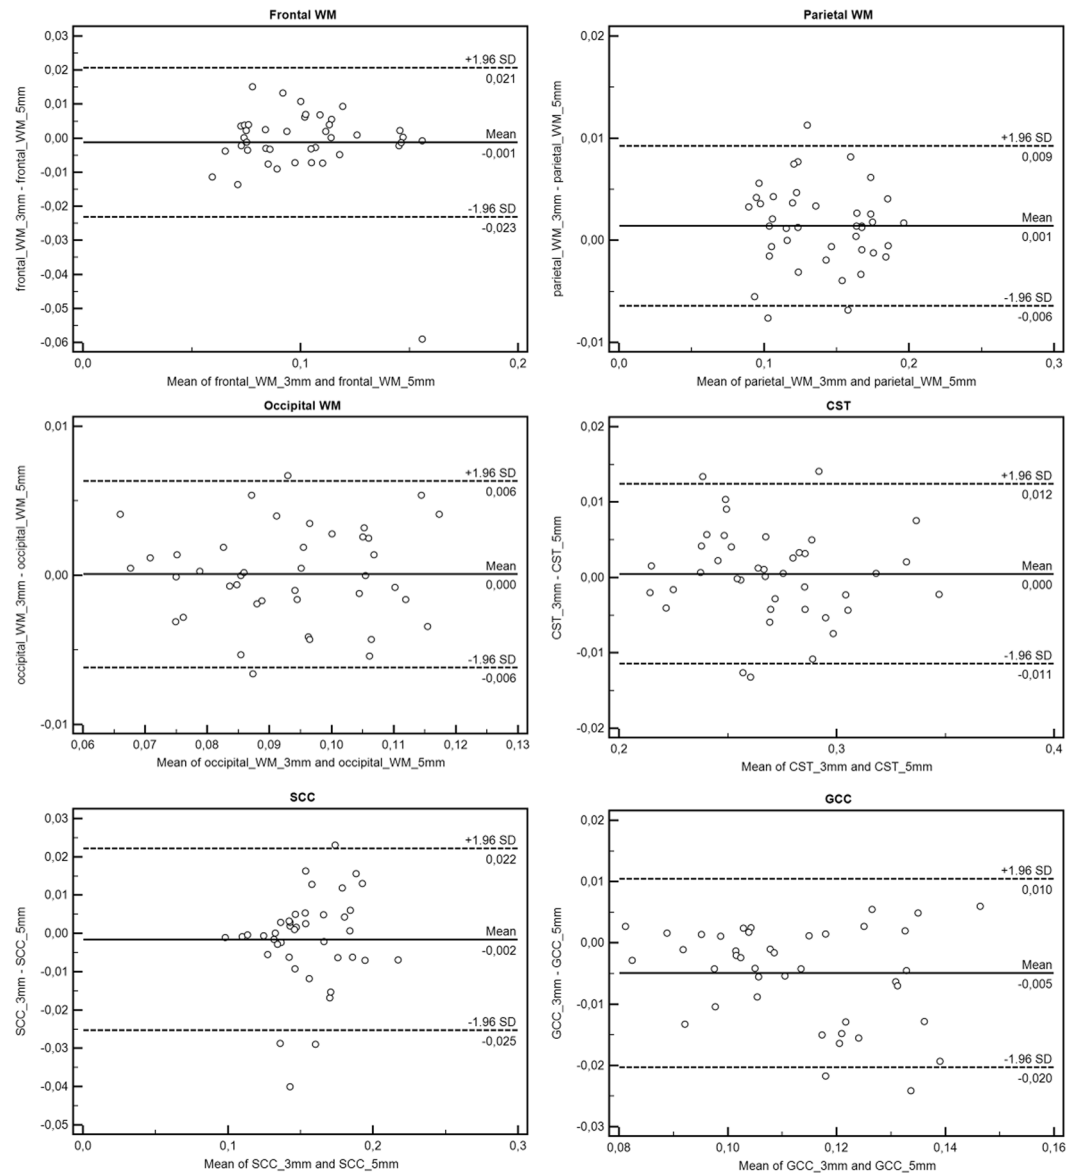 Frontal WM
0,03
0,02
0,01
0,00
-0,01
-0,02
-0,03
-0,04
-0,05
-0,06
frontal_WM_3mm - frontal_WM_5mm
+1.96 SD
0,021
Mean
-0,001
-1.96 SD
-0,023
0,0
0,1
0,2
Mean of frontal_WM_3mm and frontal_WM_5mm
Parietal WM
0,02
0,01
0,00
-0,01
parietal_WM_3mm - parietal_WM_5mm
+1.96 SD
0,009
Mean
0,001
-1.96 SD
-0,006
0,0
0,1
0,2
0,3
Mean of parietal_WM_3mm and parietal_WM_5mm
Occipital WM
0,01
0,00
-0,01
occipital_WM_3mm - occipital_WM_5mm
+1.96 SD
0,006
Mean
0,000
-1.96 SD
-0,006
0,06
0,07
0,08
0,09
0,10
0,11
0,12
0,13
Mean of occipital_WM_3mm and occipital_WM_5mm
CST
0,02
0,01
0,00
-0,01
-0,02
CST_3mm - CST_5mm
+1.96 SD
0,012
Mean
0,000
-1.96 SD
-0,011
0,2
0,3
0,4
Mean of CST_3mm and CST_5mm
SCC
0,03
0,02
0,01
0,00
-0,01
-0,02
-0,03
-0,04
-0,05
SCC_3mm - SCC_5mm
+1.96 SD
0,022
Mean
-0,002
-1.96 SD
-0,025
0,0
0,1
0,2
0,3
Mean of SCC_3mm and SCC_5mm
GCC
0,02
0,01
0,00
-0,01
-0,02
-0,03
GCC_3mm - GCC_5mm
+1.96 SD
0,010
Mean
-0,005
-1.96 SD
-0,020
0,08
0,10
0,12
0,14
0,16
Mean of GCC_3mm and GCC_5mm